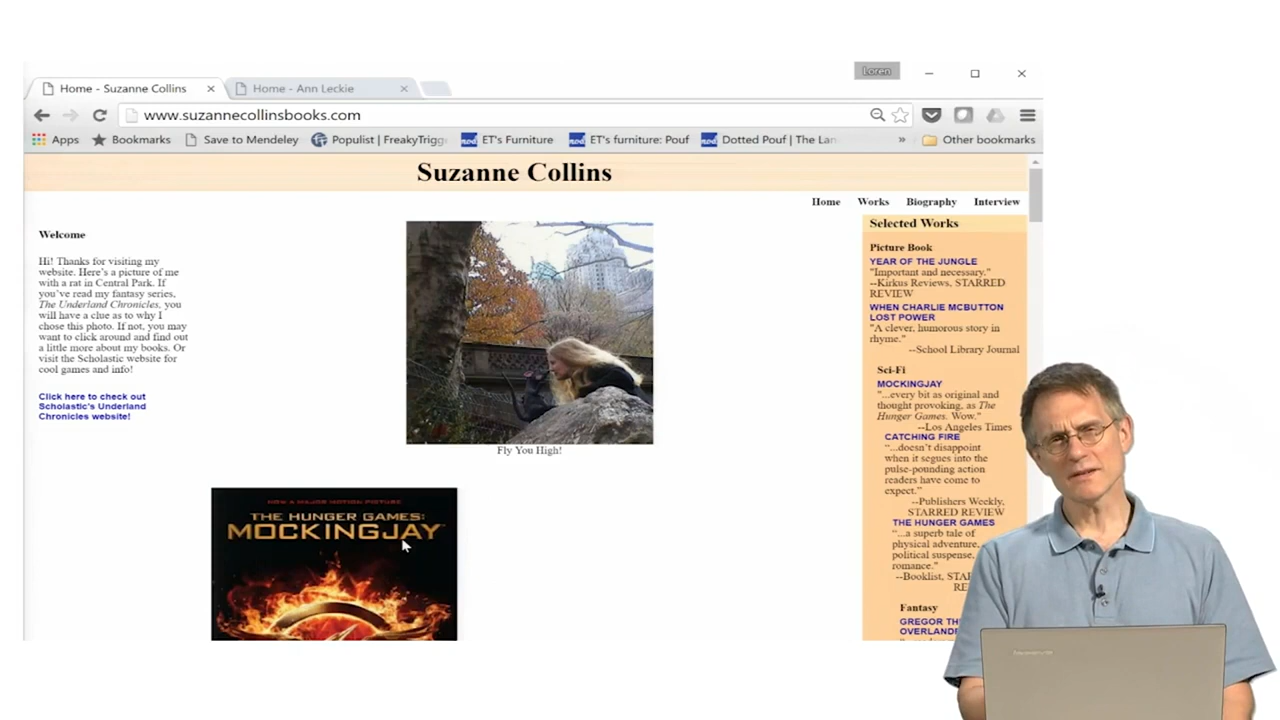 Loren
Home - Suzanne Collins
Home - Ann Leckie
www.suzannecollinsbooks.com
Apps
Bookmarks
Save to Mendeley
Populist | FreakyTrigg
ET's Furniture
ET's furniture: Pouf
Dotted Pouf | The Lan
»
Other bookmarks
Suzanne Collins
Home Works Biography Interview
Welcome
Hi! Thanks for visiting my
website. Here's a picture of me
with a rat in Central Park. If
you've read my fantasy series,
The Underland Chronicles, you
will have a clue as to why I
chose this photo. If not, you may
want to click around and find out
a little more about my books. Or
visit the Scholastic website for
cool games and info!
Click here to check out
Scholastic's Underland
Chronicles website!
Fly You High!
NOW A MAJOR MOTION PICTURE
THE HUNGER GAMES:
MOCKINGJAY
Selected Works
Picture Book
YEAR OF THE JUNGLE
"Important and necessary."
--Kirkus Reviews, STARRED
REVIEW
WHEN CHARLIE MCBUTTON
LOST POWER
"A clever, humorous story in
rhyme."
--School Library Journal
Sci-Fi
MOCKINGJAY
"...every bit as original and
thought provoking, as The
Hunger Games. Wow."
--Los Angeles Times
CATCHING FIRE
"...doesn't disappoint
when it segues into the
pulse-pounding action
readers have come to
expect."
--Publishers Weekly,
STARRED REVIEW
THE HUNGER GAMES
"...a superb tale of
physical adventure,
political suspense,
romance."
--Booklist, STA
RE
Fantasy
GREGOR TH
OVERLANDE